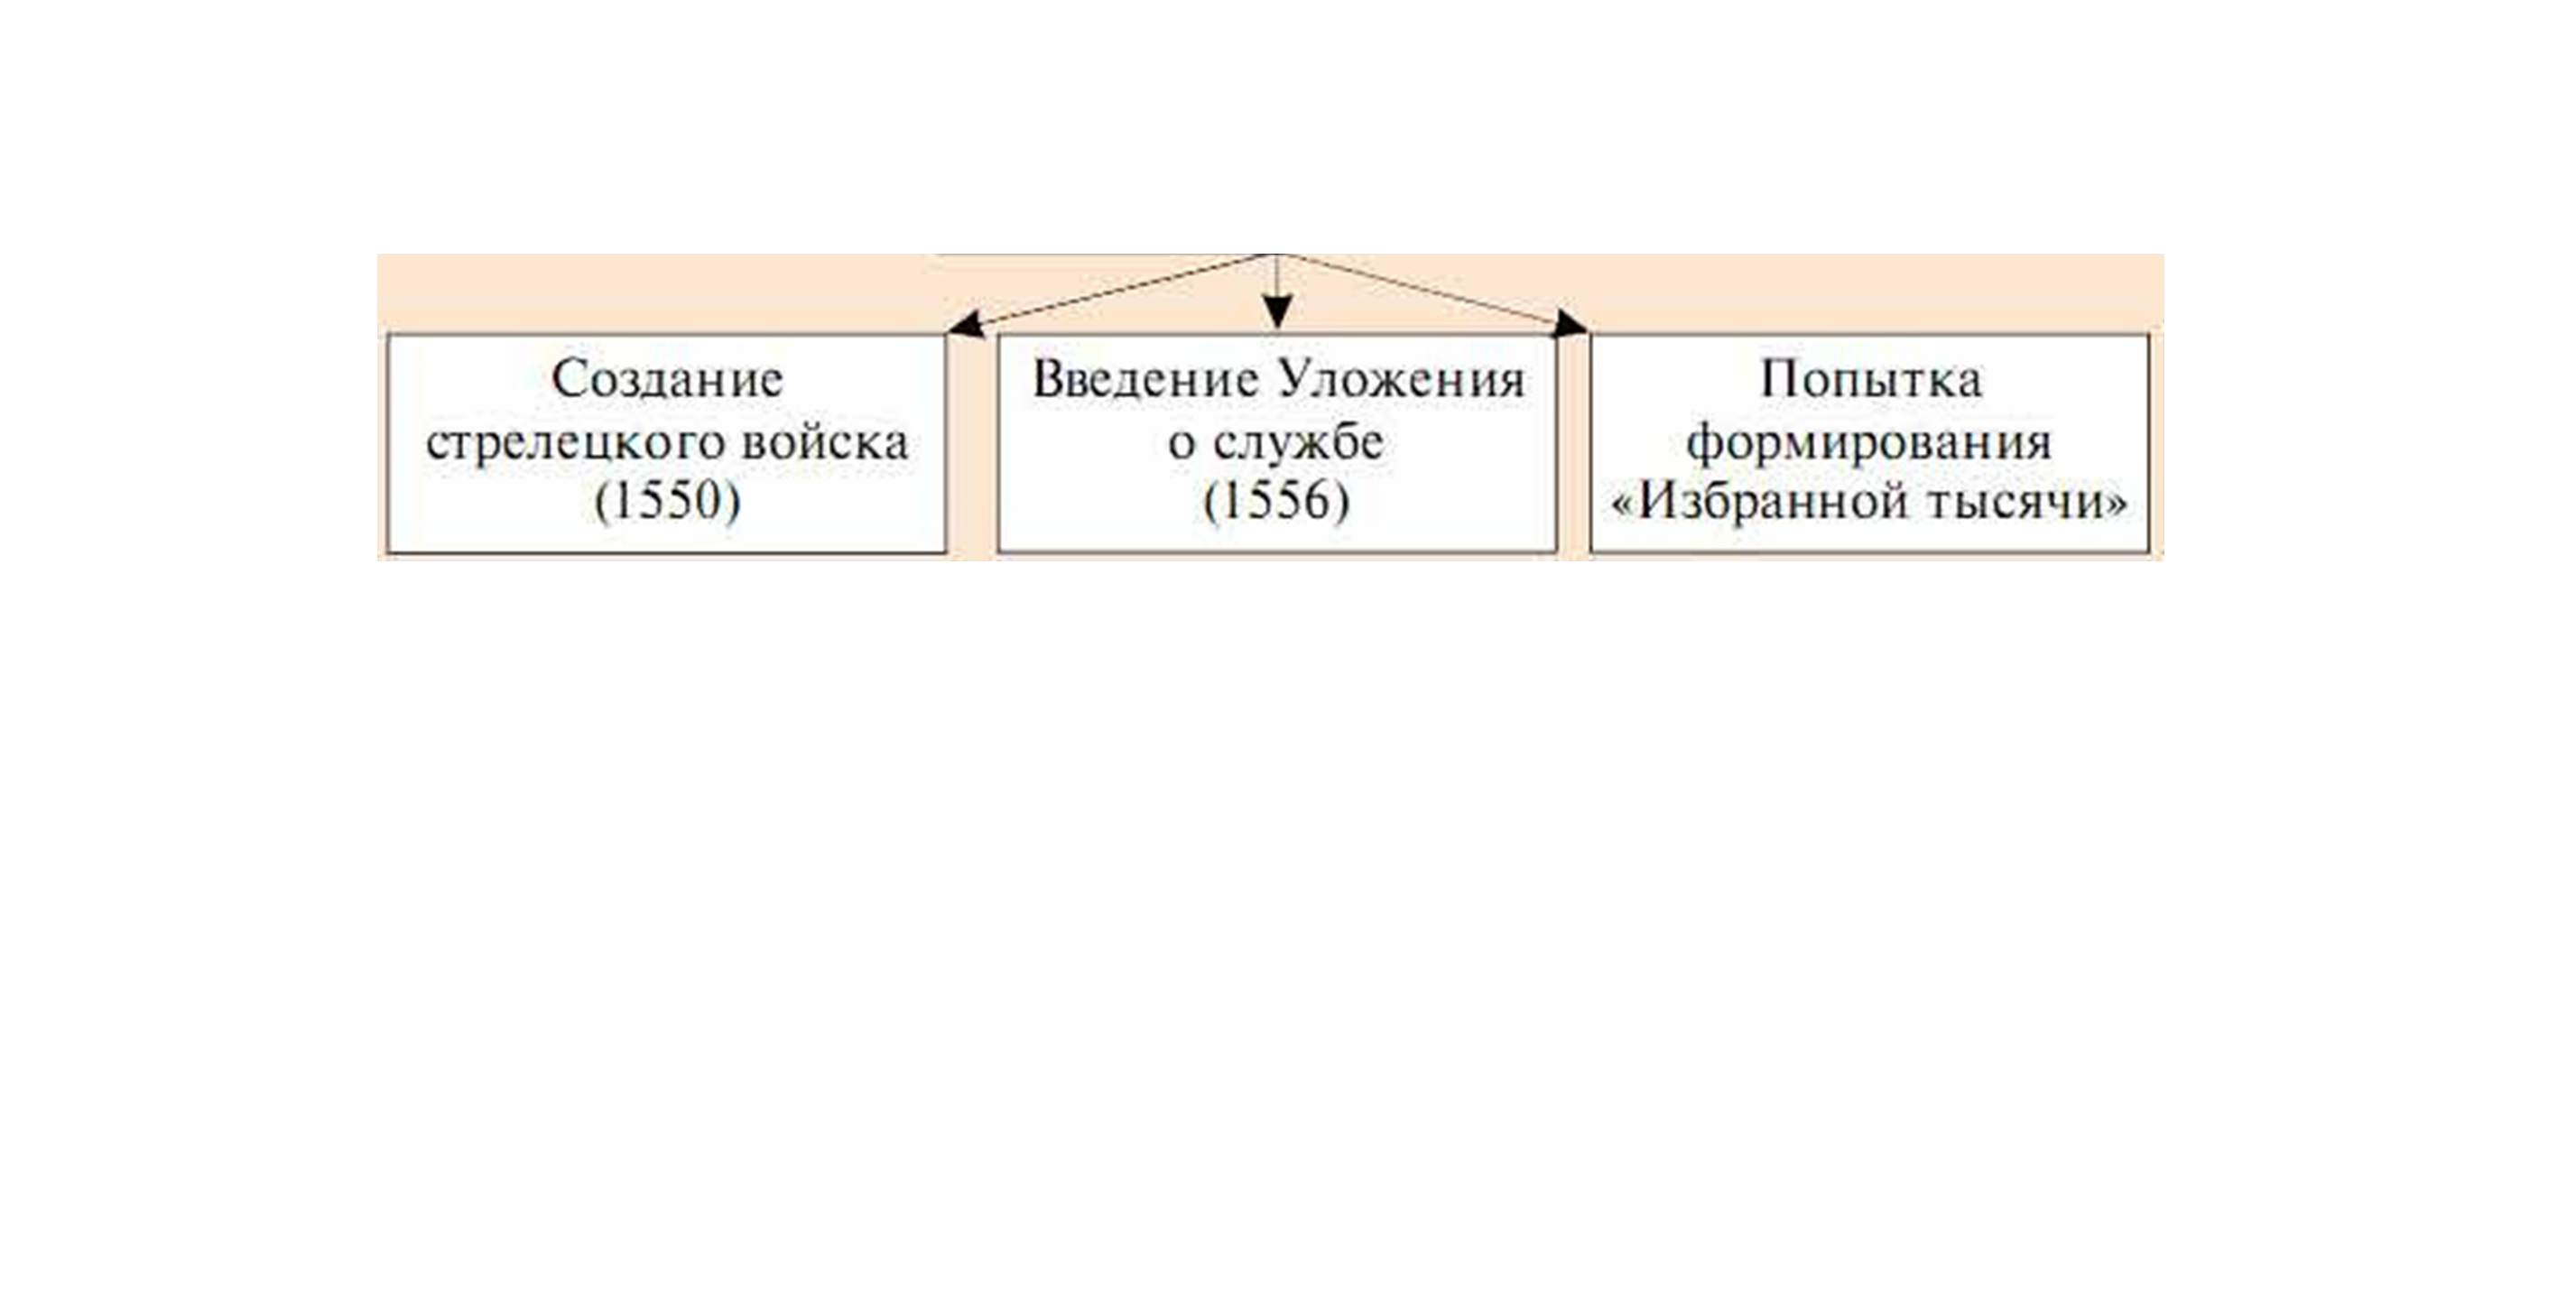 Создание
стрелецкого войска
(1550)
Введение Уложения
о службе
(1556)
Попытка
формирования
«Избранной тысячи»